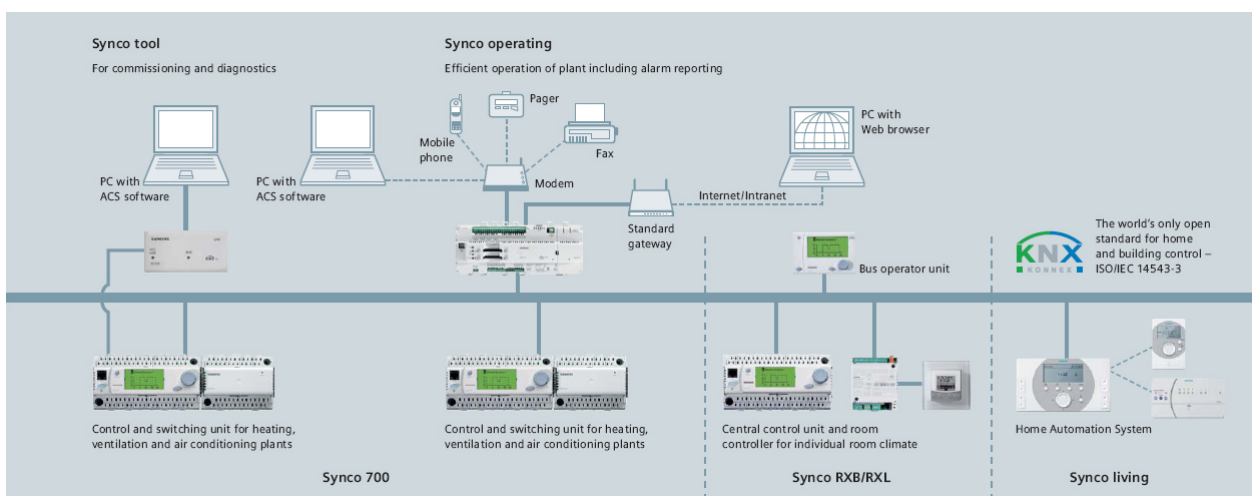 Synco tool
For commissioning and diagnostics
Synco operating
Efficient operation of plant including alarm reporting
Pager
Mobile
phone
Fax
PC with
Web browser
PC with
ACS software
PC with
ACS software
Modem
Internet/Intranet
Standard
gateway
SIEMENS
Bus operator unit
KNX
KONNEX
The world's only open
standard for home
and building control –
ISO/IEC 14543-3
Control and switching unit for heating,
ventilation and air conditioning plants
Control and switching unit for heating,
ventilation and air conditioning plants
Central control unit and room
controller for individual room climate
Home Automation System
Synco 700
Synco RXB/RXL
Synco living